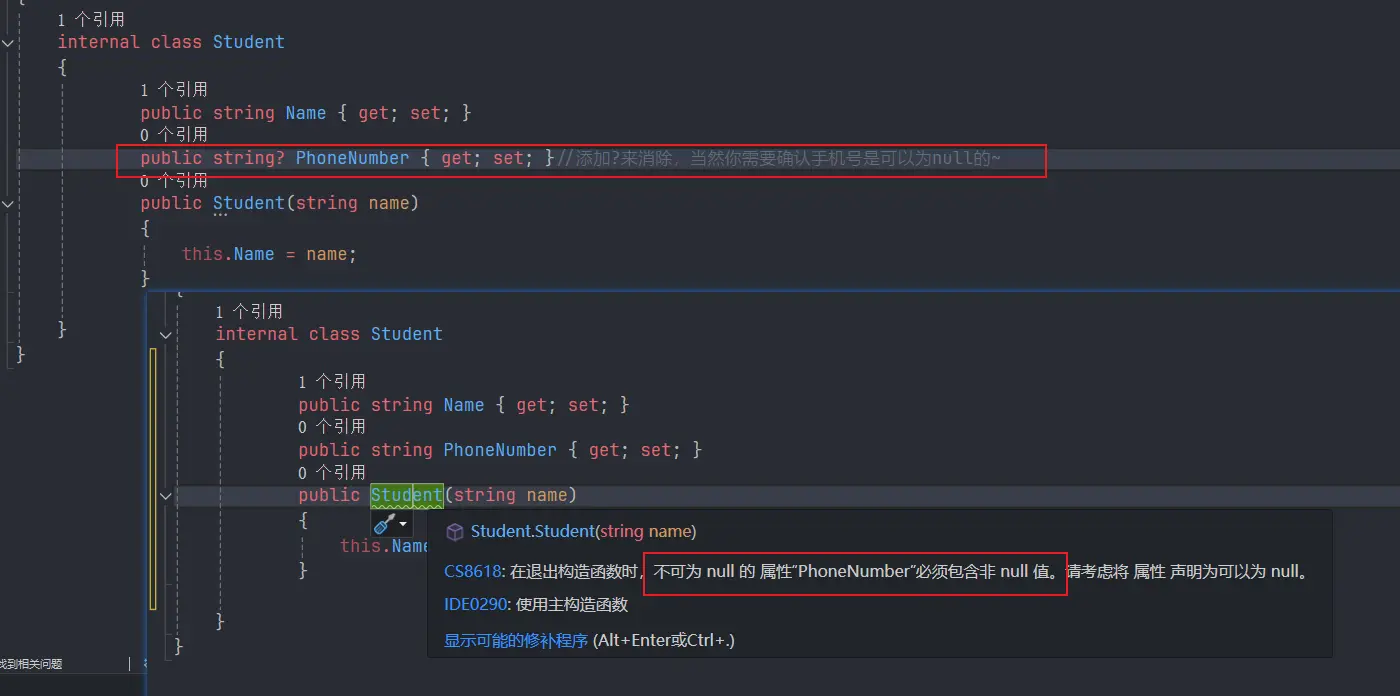 1 个引用
internal class Student
{
1 个引用
public string Name { get; set; }
0 个引用
public string? PhoneNumber { get; set; }//添加?来消除，当然你需要确认手机号是可以为null的~
0 个引用
public Student(string name)
{
this.Name = name;
}
}
}
1 个引用
internal class Student
{
1 个引用
public string Name { get; set; }
0 个引用
public string PhoneNumber { get; set; }
0 个引用
public Student(string name)
{
this.Name
}
}
}
Student.Student(string name)
CS8618: 在退出构造函数时，不可为 null 的 属性"PhoneNumber"必须包含非 null 值。请考虑将 属性 声明为可以为 null。
IDE0290: 使用主构造函数
显示可能的修补程序 (Alt+Enter或Ctrl+.)
找到相关问题